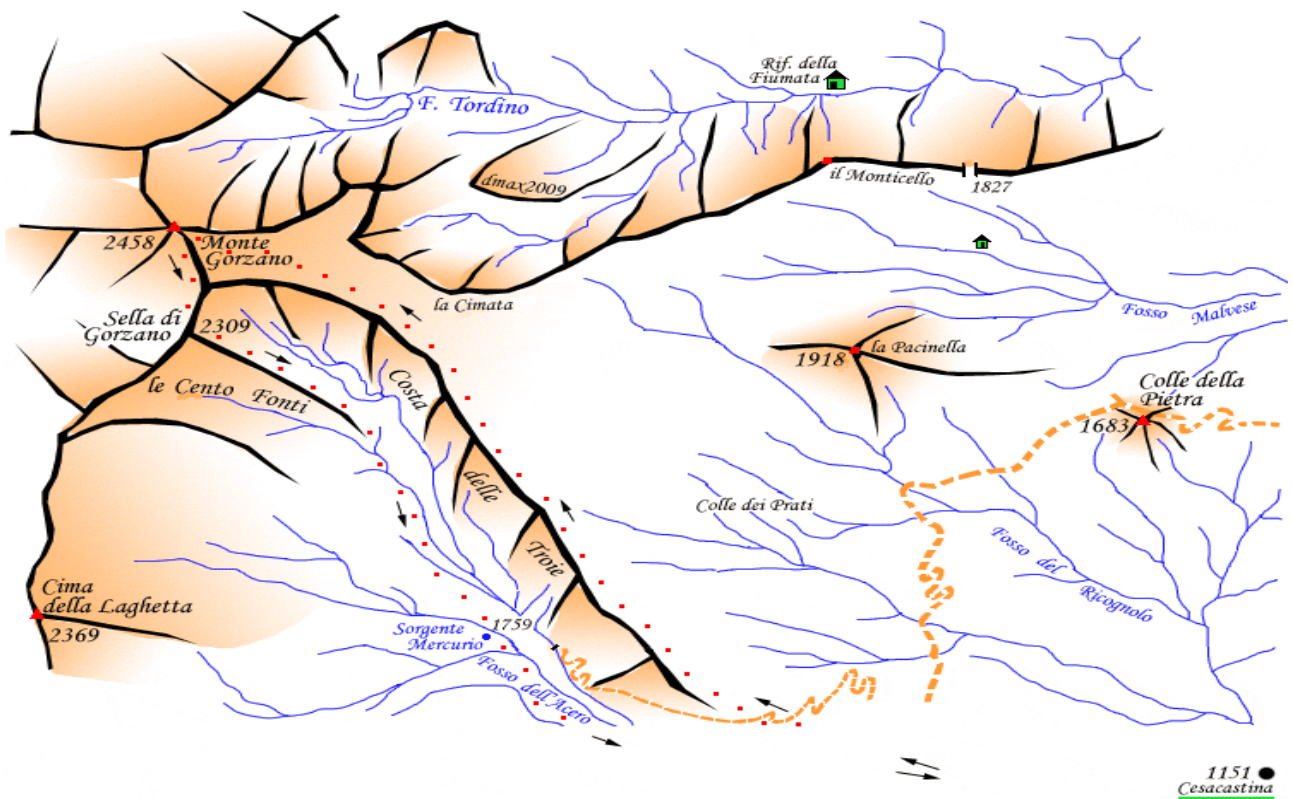 Rif. della
Fiumata
F. Tordino
dmax2009
il Monticello
1827
2458
Monte
Gorzano
la Cimata
Fosso Malvese
Sella di
Gorzano
2309
1918
la Pacinella
le Cento Fonti
Costa
delle
Troie
Colle della
Pietra
1683
Colle dei Prati
Fosso del
Ricognolo
Cima
della Laghetta
2369
1759
Sorgente
Mercurio
Fosso dell'Acero
1151
Cesacastina